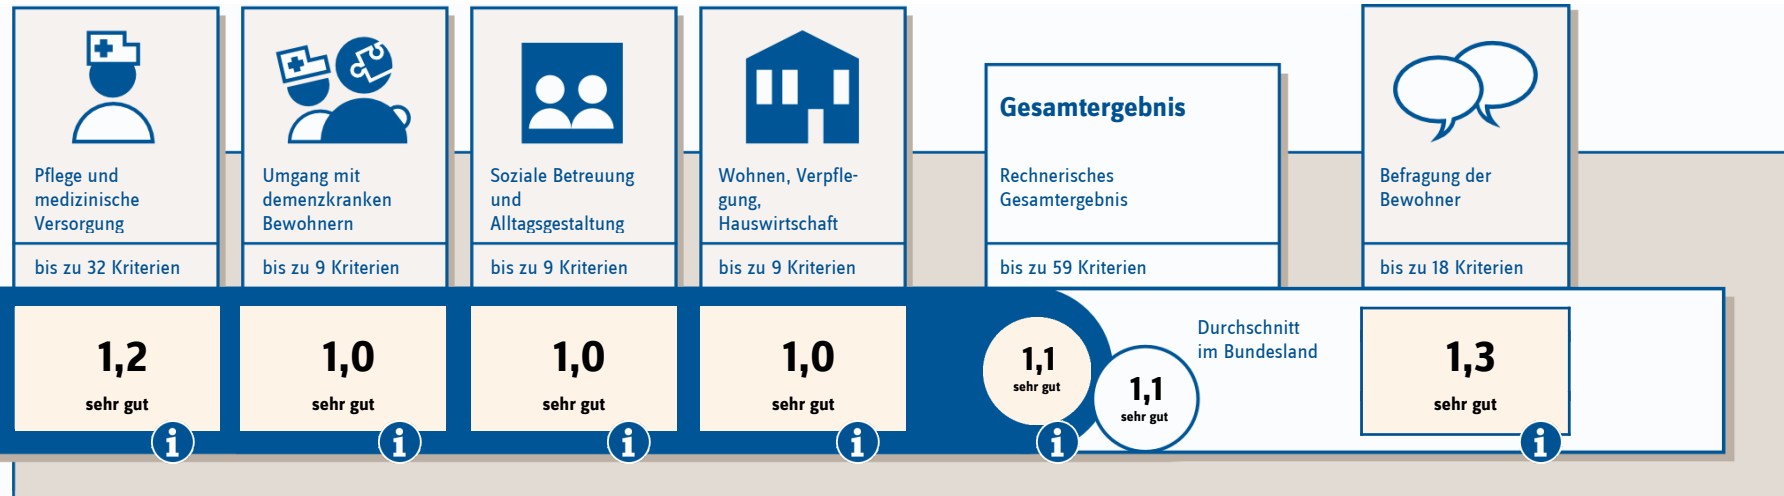 Pflege und
medizinische
Versorgung
bis zu 32 Kriterien
1,2
sehr gut
Umgang mit
demenzkranken
Bewohnern
bis zu 9 Kriterien
1,0
sehr gut
Soziale Betreuung
und
Alltagsgestaltung
bis zu 9 Kriterien
1,0
sehr gut
Wohnen, Verpfle-
gung,
Hauswirtschaft
bis zu 9 Kriterien
1,0
sehr gut
Gesamtergebnis
Rechnerisches
Gesamtergebnis
bis zu 59 Kriterien
1,1
sehr gut
Durchschnitt
im Bundesland
1,1
sehr gut
Befragung der
Bewohner
bis zu 18 Kriterien
1,3
sehr gut
i
i
i
i
i
i